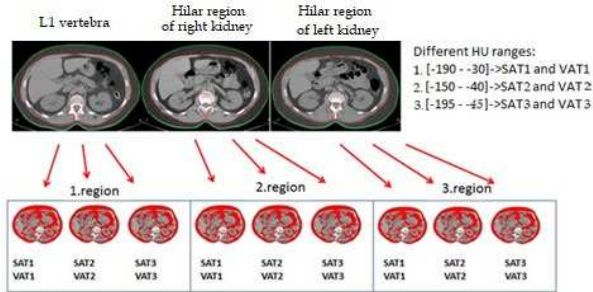 L1 vertebra
Hilar region
of right kidney
Hilar region
of left kidney
Different HU ranges:
1. [-190 - -30]->SAT1 and VAT1
2. [-150 - -40]->SAT2 and VAT2
3. [-195 - -45]->SAT3 and VAT3
1.region
2.region
3.region
SAT1 SAT2 SAT3 SAT1 SAT2 SAT3 SAT1 SAT2 SAT3
VAT1 VAT2 VAT3 VAT1 VAT2 VAT3 VAT1 VAT2 VAT3